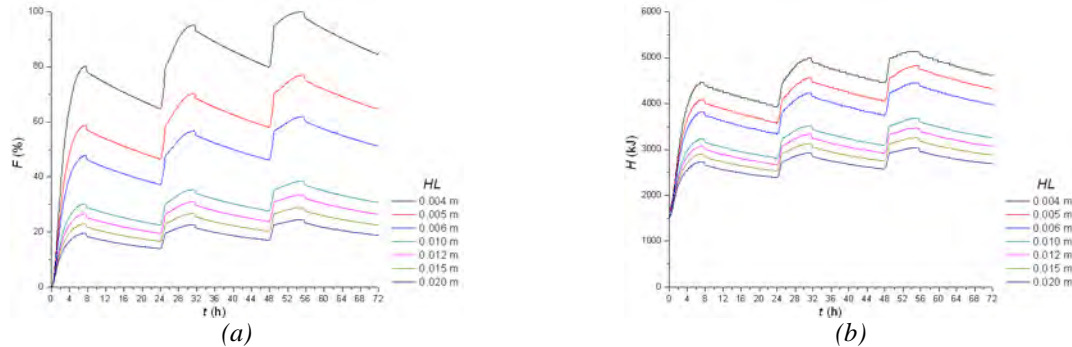 100
80
60
40
20
0
F (%)
0 4 8 12 16 20 24 28 32 36 40 44 48 52 56 60 64 68 72
t (h)
HL
0.004 m
0.005 m
0.006 m
0.010 m
0.012 m
0.015 m
0.020 m
(a)
6000
5000
4000
3000
2000
1000
0
H (kJ)
0 4 8 12 16 20 24 28 32 36 40 44 48 52 56 60 64 68 72
t (h)
HL
0.004 m
0.005 m
0.006 m
0.010 m
0.012 m
0.015 m
0.020 m
(b)